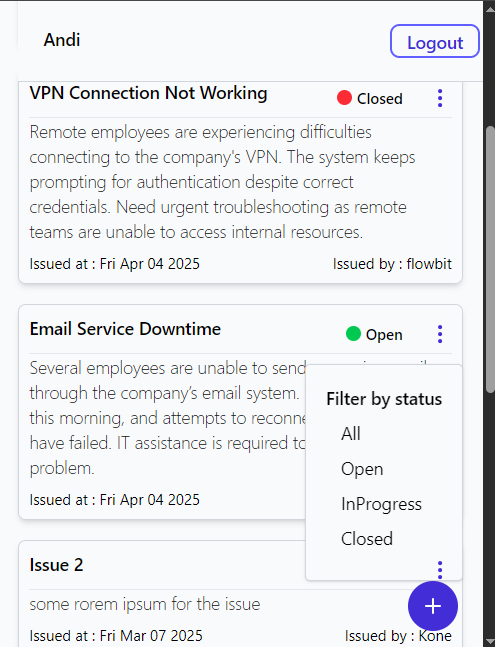 Andi
Logout
VPN Connection Not Working
Closed
Remote employees are experiencing difficulties
connecting to the company's VPN. The system keeps
prompting for authentication despite correct
credentials. Need urgent troubleshooting as remote
teams are unable to access internal resources.
Issued at : Fri Apr 04 2025
Issued by : flowbit
Email Service Downtime
Open
Several employees are unable to send
through the company’s email system.
this morning, and attempts to
have failed. IT assistance is required to
problem.
Issued at : Fri Apr 04 2025
Filter by status
All
Open
InProgress
Closed
Issue 2
some rorem ipsum for the issue
Issued at : Fri Mar 07 2025
Issued by : Kone
+